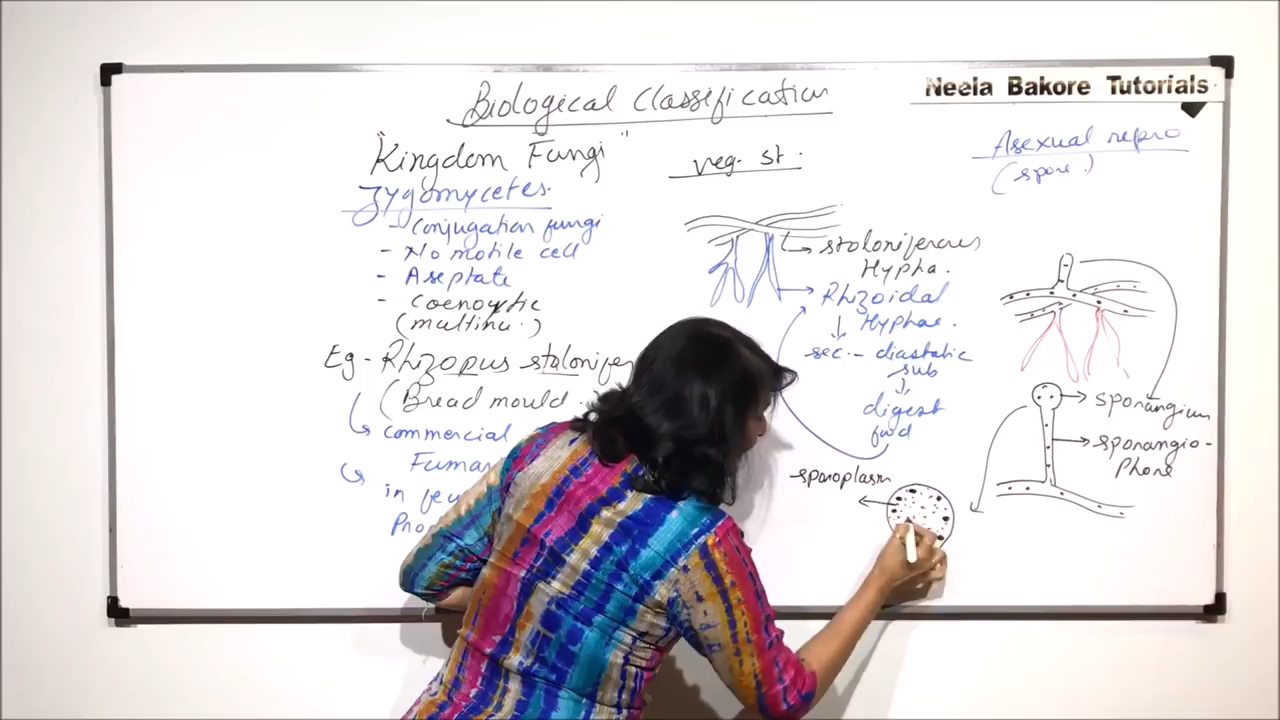 Biological Classification
Neela Bakore Tutorials
"Kingdom Fungi"
Zygomycetes.
- Conjugation fungi
- No motile cell
- Aseptate
- Coenocytic
(multinu.)
Eg - Rhizopus stolonifer
(Bread mould.
commercial
Fumar
in
veg. st.
stoloniferous
Hypha.
Rhizoidal
Hyphae.
sec. - diastatic
sub
digest
food
Asexual repro
(spore.)
sporangium
sporangio-
Phore
sporoplasm